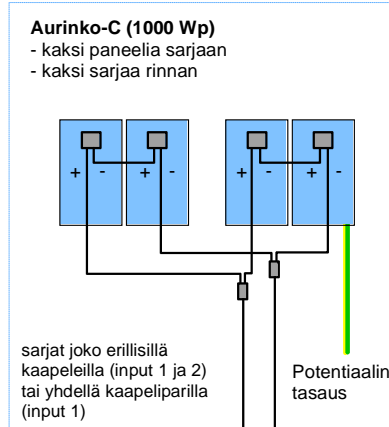 Aurinko-C (1000 Wp)
- kaksi paneelia sarjaan
- kaksi sarjaa rinnan
+ - + - + - + -
sarjat joko erillisillä
kaapeleilla (input 1 ja 2)
tai yhdellä kaapeliparilla
(input 1)
Potentiaalin
tasaus